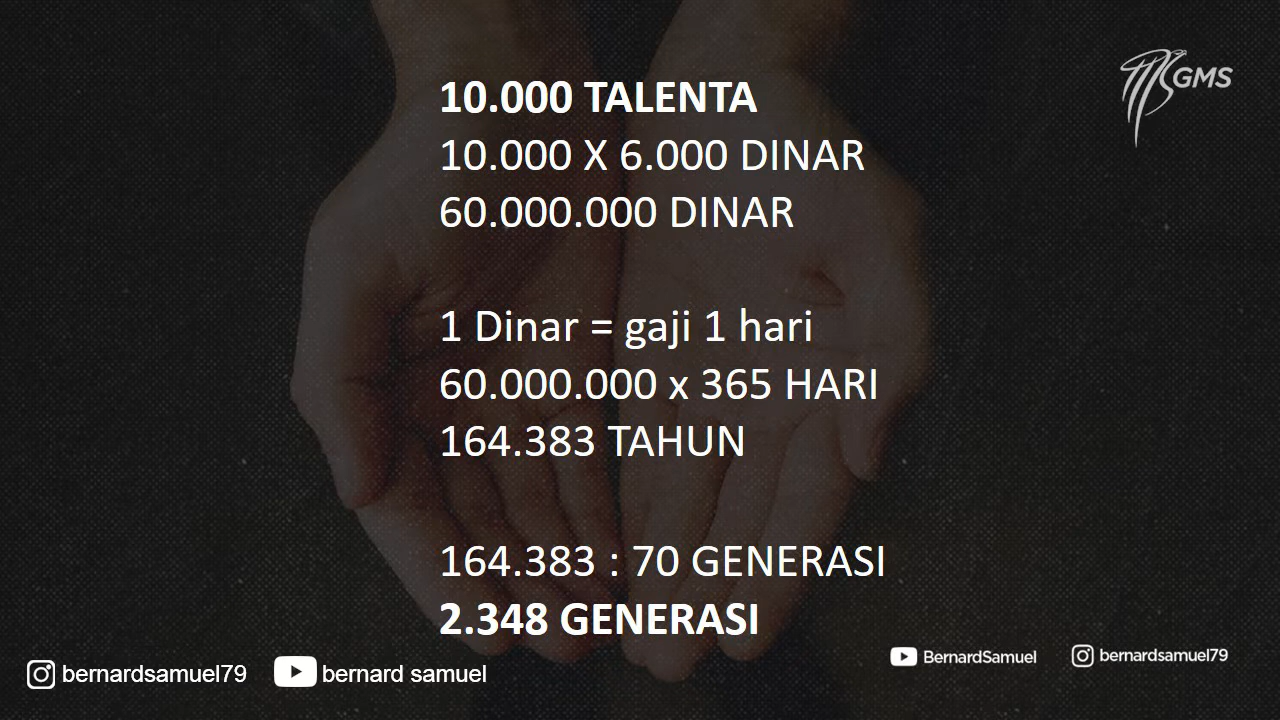 GMS
10.000 TALENTA
10.000 X 6.000 DINAR
60.000.000 DINAR
1 Dinar = gaji 1 hari
60.000.000 x 365 HARI
164.383 TAHUN
164.383 : 70 GENERASI
2.348 GENERASI
bernardsamuel79
bernard samuel
BernardSamuel
bernardsamuel79